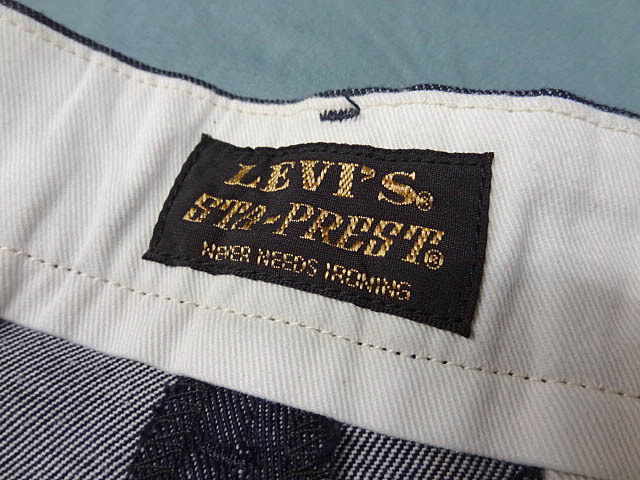 LEVI'S®
STA-PREST®
NEVER NEEDS IRONING